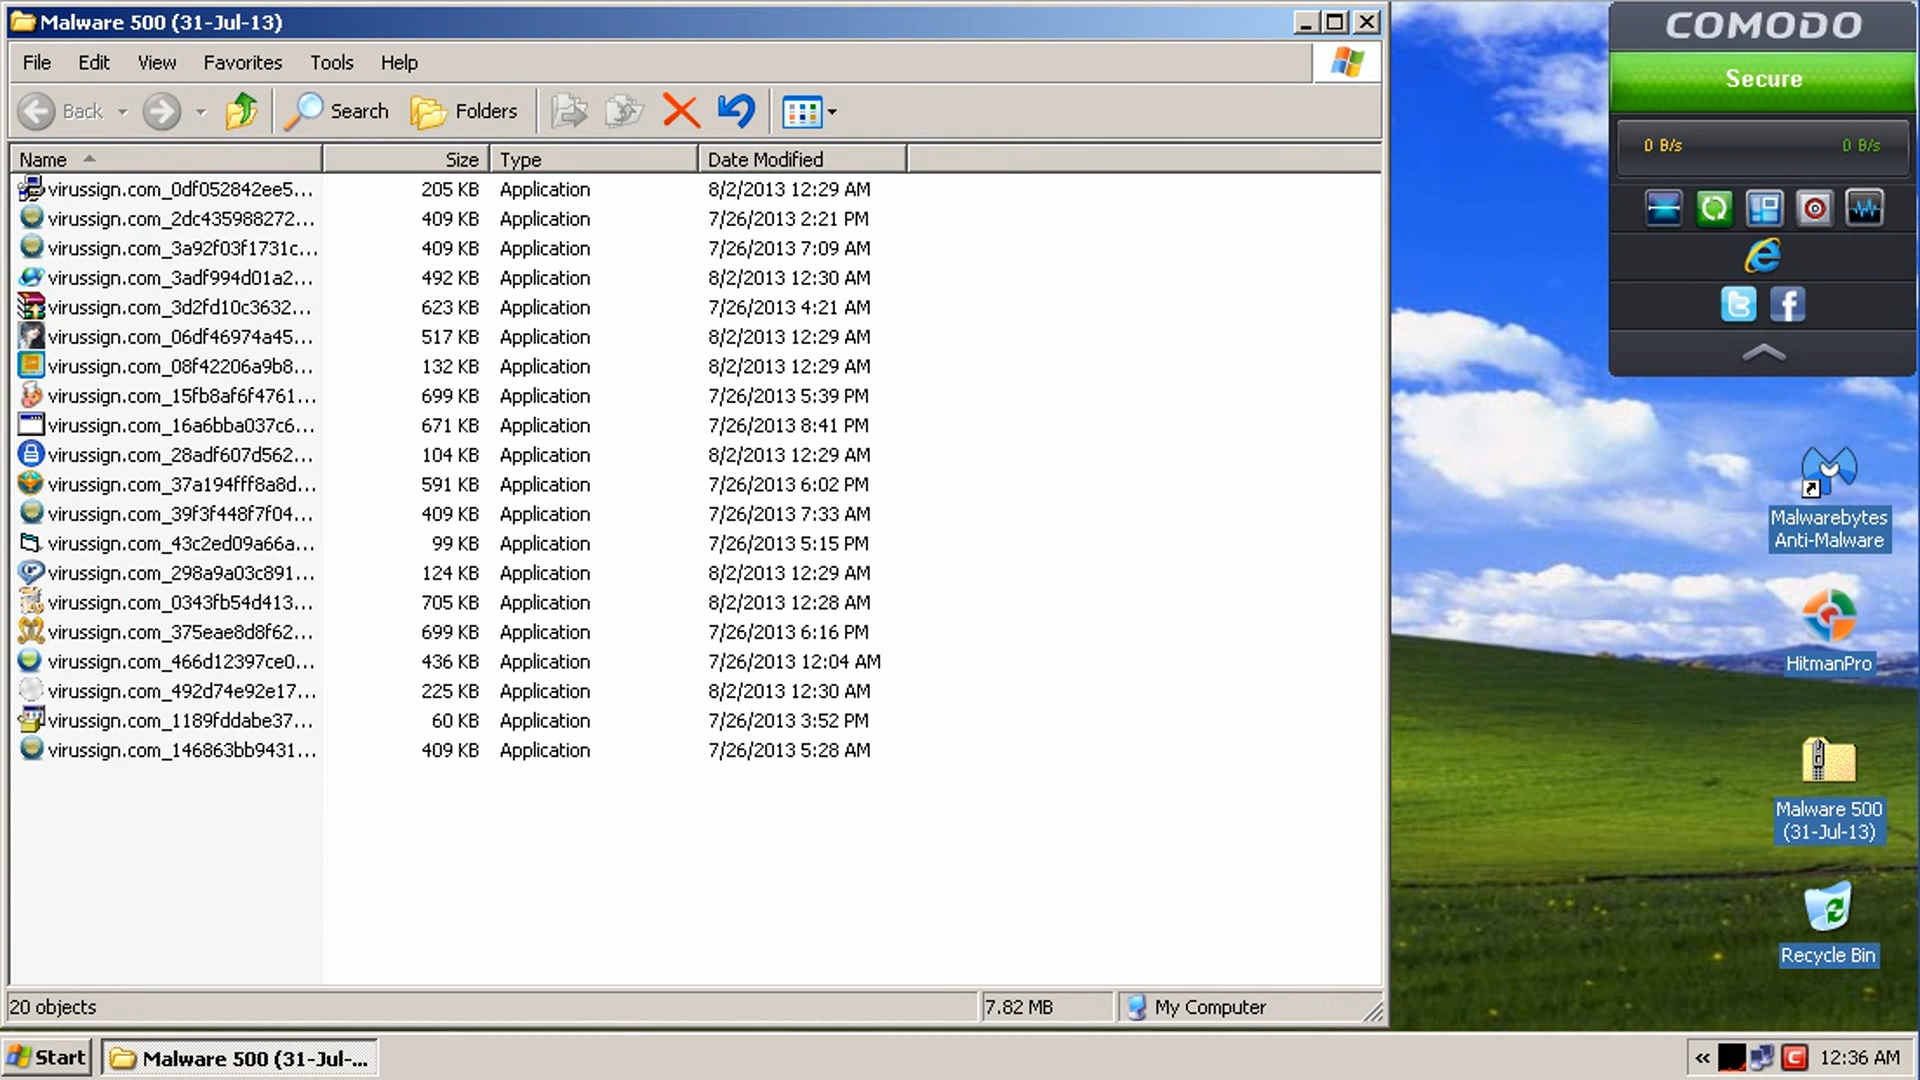 Malware 500 (31-Jul-13)
File Edit View Favorites Tools Help
Back Search Folders
Name Size Type Date Modified
virussign.com_0df052842ee5... 205 KB Application 8/2/2013 12:29 AM
virussign.com_2dc435988272... 409 KB Application 7/26/2013 2:21 PM
virussign.com_3a92f03f1731c... 409 KB Application 7/26/2013 7:09 AM
virussign.com_3adf994d01a2... 492 KB Application 8/2/2013 12:30 AM
virussign.com_3d2fd10c3632... 623 KB Application 7/26/2013 4:21 AM
virussign.com_06df46974a45... 517 KB Application 8/2/2013 12:29 AM
virussign.com_08f42206a9b8... 132 KB Application 8/2/2013 12:29 AM
virussign.com_15fb8af6f4761... 699 KB Application 7/26/2013 5:39 PM
virussign.com_16a6bba037c6... 671 KB Application 7/26/2013 8:41 PM
virussign.com_28adf607d562... 104 KB Application 8/2/2013 12:29 AM
virussign.com_37a194fff8a8d... 591 KB Application 7/26/2013 6:02 PM
virussign.com_39f3f448f7f04... 409 KB Application 7/26/2013 7:33 AM
virussign.com_43c2ed09a66a... 99 KB Application 7/26/2013 5:15 PM
virussign.com_298a9a03c891... 124 KB Application 8/2/2013 12:29 AM
virussign.com_0343fb54d413... 705 KB Application 8/2/2013 12:28 AM
virussign.com_375eae8d8f62... 699 KB Application 7/26/2013 6:16 PM
virussign.com_466d12397ce0... 436 KB Application 7/26/2013 12:04 AM
virussign.com_492d74e92e17... 225 KB Application 8/2/2013 12:30 AM
virussign.com_1189fddabe37... 60 KB Application 7/26/2013 3:52 PM
virussign.com_146863bb9431... 409 KB Application 7/26/2013 5:28 AM
20 objects 7.82 MB My Computer
COMODO
Secure
0 B/s 0 B/s
Malwarebytes
Anti-Malware
HitmanPro
Malware 500
(31-Jul-13)
Recycle Bin
Start Malware 500 (31-Jul-... « 12:36 AM